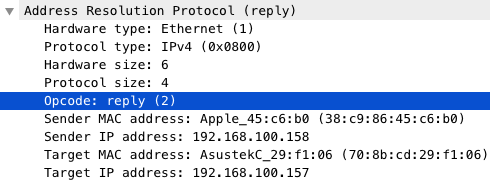 Address Resolution Protocol (reply)
Hardware type: Ethernet (1)
Protocol type: IPv4 (0x0800)
Hardware size: 6
Protocol size: 4
Opcode: reply (2)
Sender MAC address: Apple_45:c6:b0 (38:c9:86:45:c6:b0)
Sender IP address: 192.168.100.158
Target MAC address: AsustekC_29:f1:06 (70:8b:cd:29:f1:06)
Target IP address: 192.168.100.157